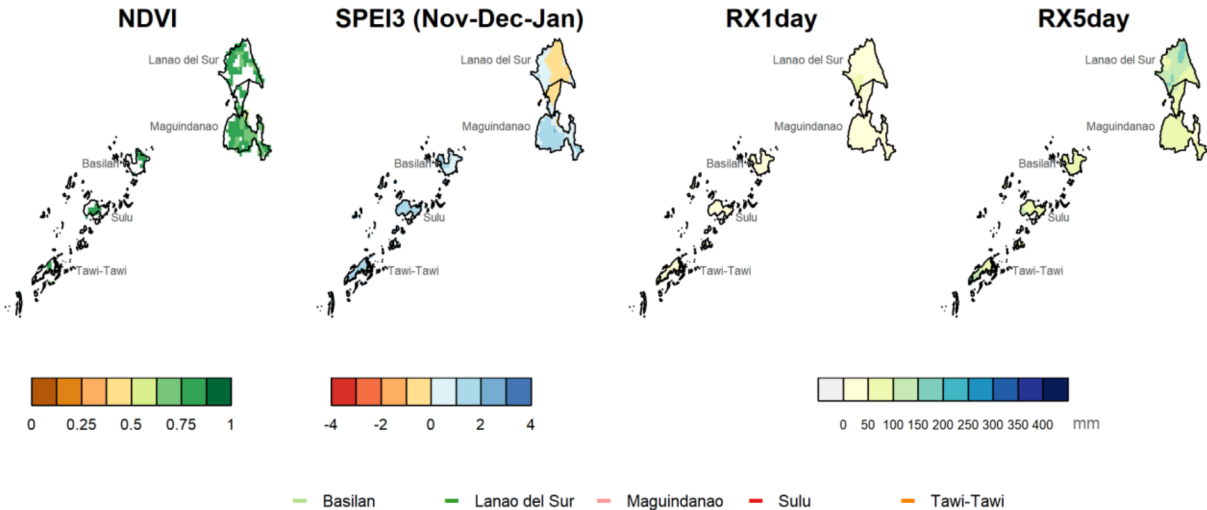 NDVI SPEI3 (Nov-Dec-Jan) RX1day RX5day
Lanao del Sur Lanao del Sur Lanao del Sur Lanao del Sur
Maguindanao Maguindanao Maguindanao Maguindanao
Basilan Basilan Basilan Basilan
Sulu Sulu Sulu Sulu
Tawi-Tawi Tawi-Tawi Tawi-Tawi Tawi-Tawi
0 0.25 0.5 0.75 1 -4 -2 0 2 4 0 50 100 150 200 250 300 350 400 mm
Basilan Lanao del Sur Maguindanao Sulu Tawi-Tawi